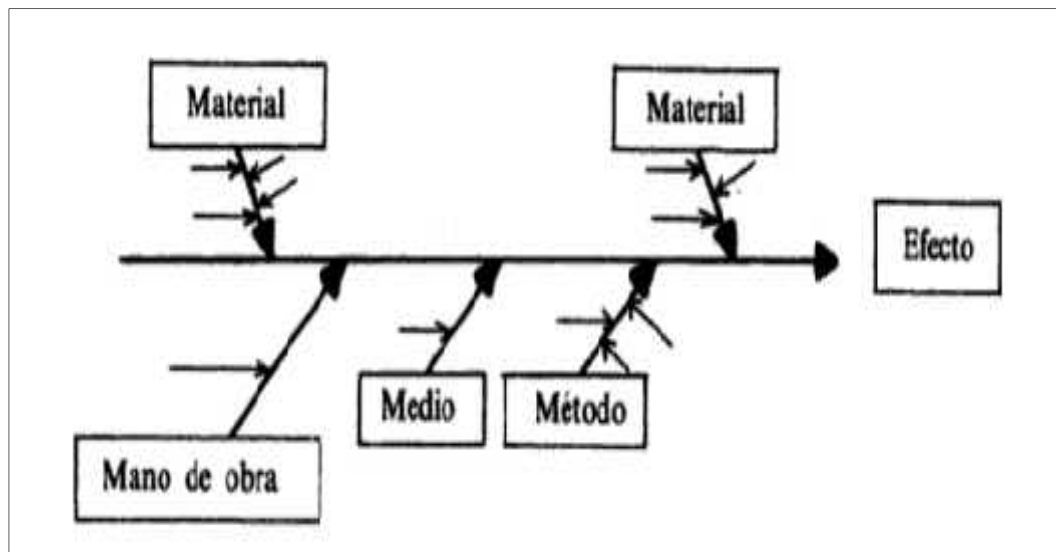 Material
Material
Efecto
Medio
Método
Mano de obra